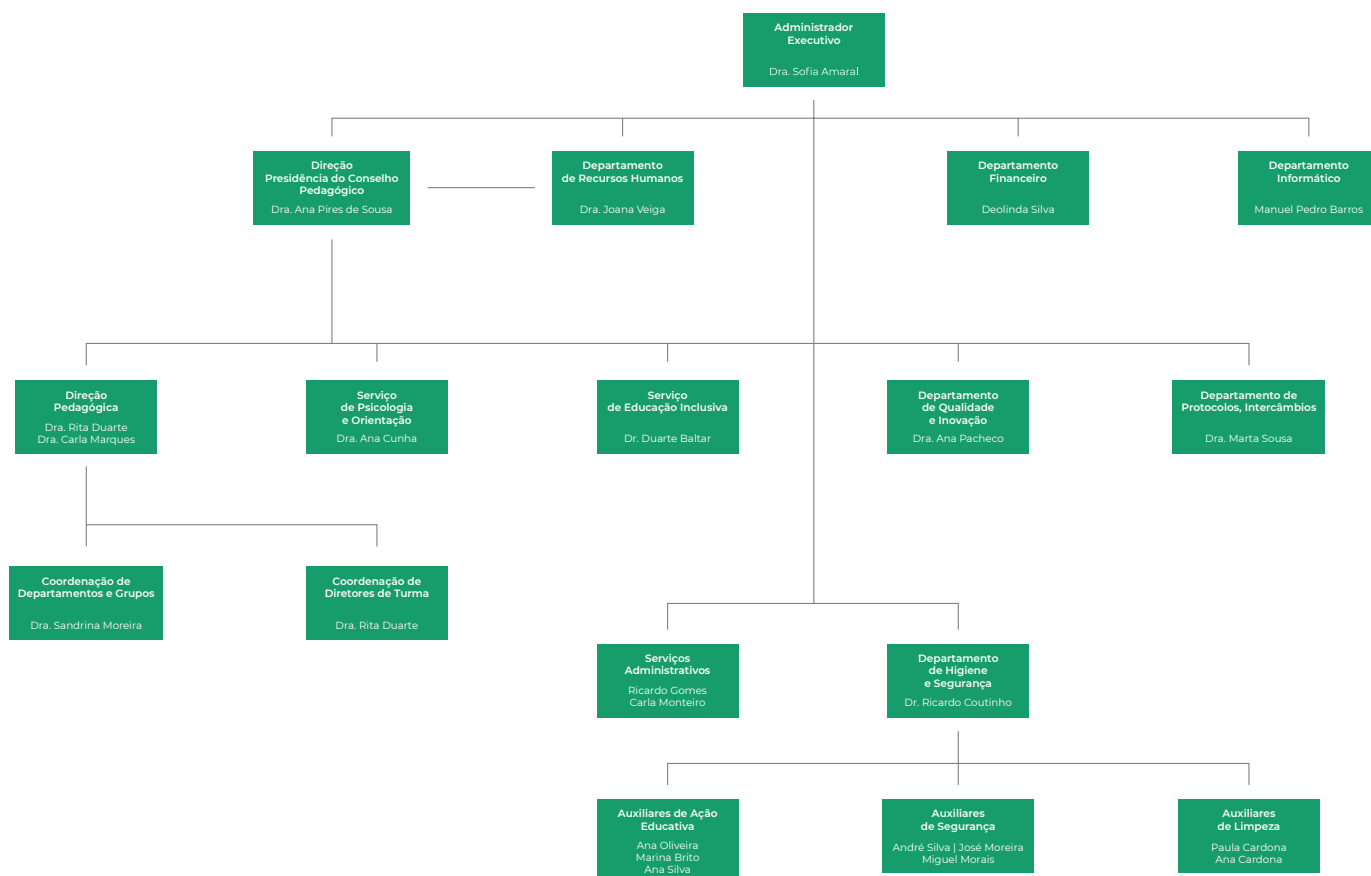 Administrador
Executivo
Dra. Sofia Amaral
Direção
Presidência do Conselho
Pedagógico
Dra. Ana Pires de Sousa
Departamento
de Recursos Humanos
Dra. Joana Veiga
Departamento
Financeiro
Deolinda Silva
Departamento
Informático
Manuel Pedro Barros
Direção
Pedagógica
Dra. Rita Duarte
Dra. Carla Marques
Serviço
de Psicologia
e Orientação
Dra. Ana Cunha
Serviço
de Educação Inclusiva
Dr. Duarte Baltar
Departamento
de Qualidade
e Inovação
Dra. Ana Pacheco
Departamento de
Protocolos, Intercâmbios
Dra. Marta Sousa
Coordenação de
Departamentos e Grupos
Dra. Sandrina Moreira
Coordenação de
Diretores de Turma
Dra. Rita Duarte
Serviços
Administrativos
Ricardo Gomes
Carla Monteiro
Departamento
de Higiene
e Segurança
Dr. Ricardo Coutinho
Auxiliares de Ação
Educativa
Ana Oliveira
Marina Brito
Ana Silva
Auxiliares
de Segurança
André Silva | José Moreira
Miguel Morais
Auxiliares
de Limpeza
Paula Cardona
Ana Cardona